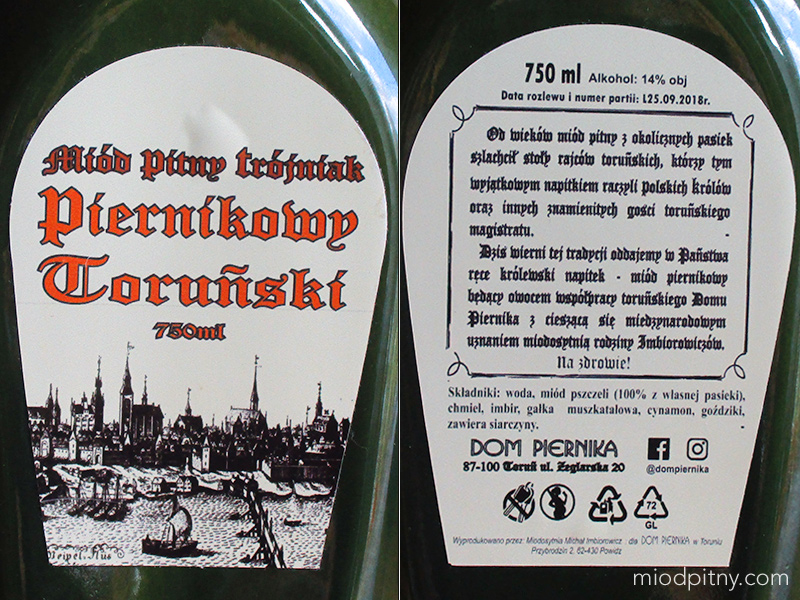 Miód pitny trójniak
Piernikowy
Toruński
750ml
750 ml Alkohol: 14% obj
Data rozlewu i numer partii: L25.09.2018r.
Od wieków miód pitny z okolicznych pasiek
szlachcił stoły rajców toruńskich, którzy tym
wyjątkowym napitkiem raczyli polskich królów
oraz innych znamienitych gości toruńskiego
magistratu.
Dziś wierni tej tradycji oddajemy w Państwa
ręce królewski napitek - miód piernikowy
będący owocem współpracy toruńskiego Domu
Piernika z cieszącą się miedzynarodowym
uznaniem miodosytnią rodziny Imbiorowiczów.
Na zdrowie!
Składniki: woda, miód pszczeli (100% z własnej pasieki),
chmiel, imbir, gałka muszkatałowa, cynamon, goździki,
zawiera siarczyny.
DOM PIERNIKA
87-100 Toruń ul. Żeglarska 20
@dompiernika
72
GL
Wyprodukowano przez: Miodosytnia Michał Imbiorowicz : dla DOM PIERNIKA w Toruniu
Przybrodzin 2, 62-430 Powidz
miodpitny.com